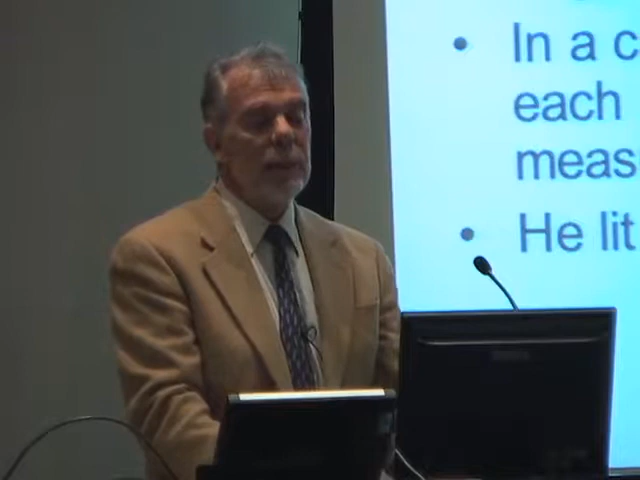 • In a c
each
meas
• He lit